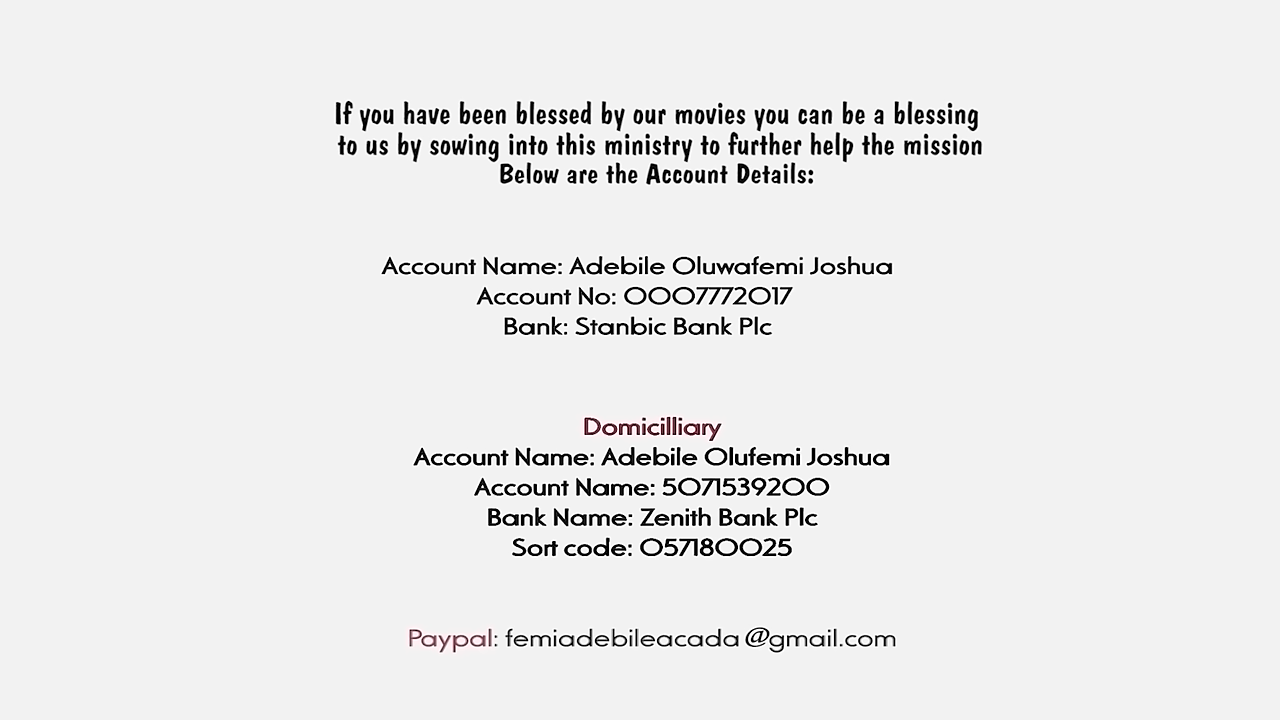 If you have been blessed by our movies you can be a blessing
to us by sowing into this ministry to further help the mission
Below are the Account Details:
Account Name: Adebile Oluwafemi Joshua
Account No: 0007772017
Bank: Stanbic Bank Plc
Domicilliary
Account Name: Adebile Olufemi Joshua
Account Name: 5071539200
Bank Name: Zenith Bank Plc
Sort code: 057180025
Paypal: femiadebileacada@gmail.com